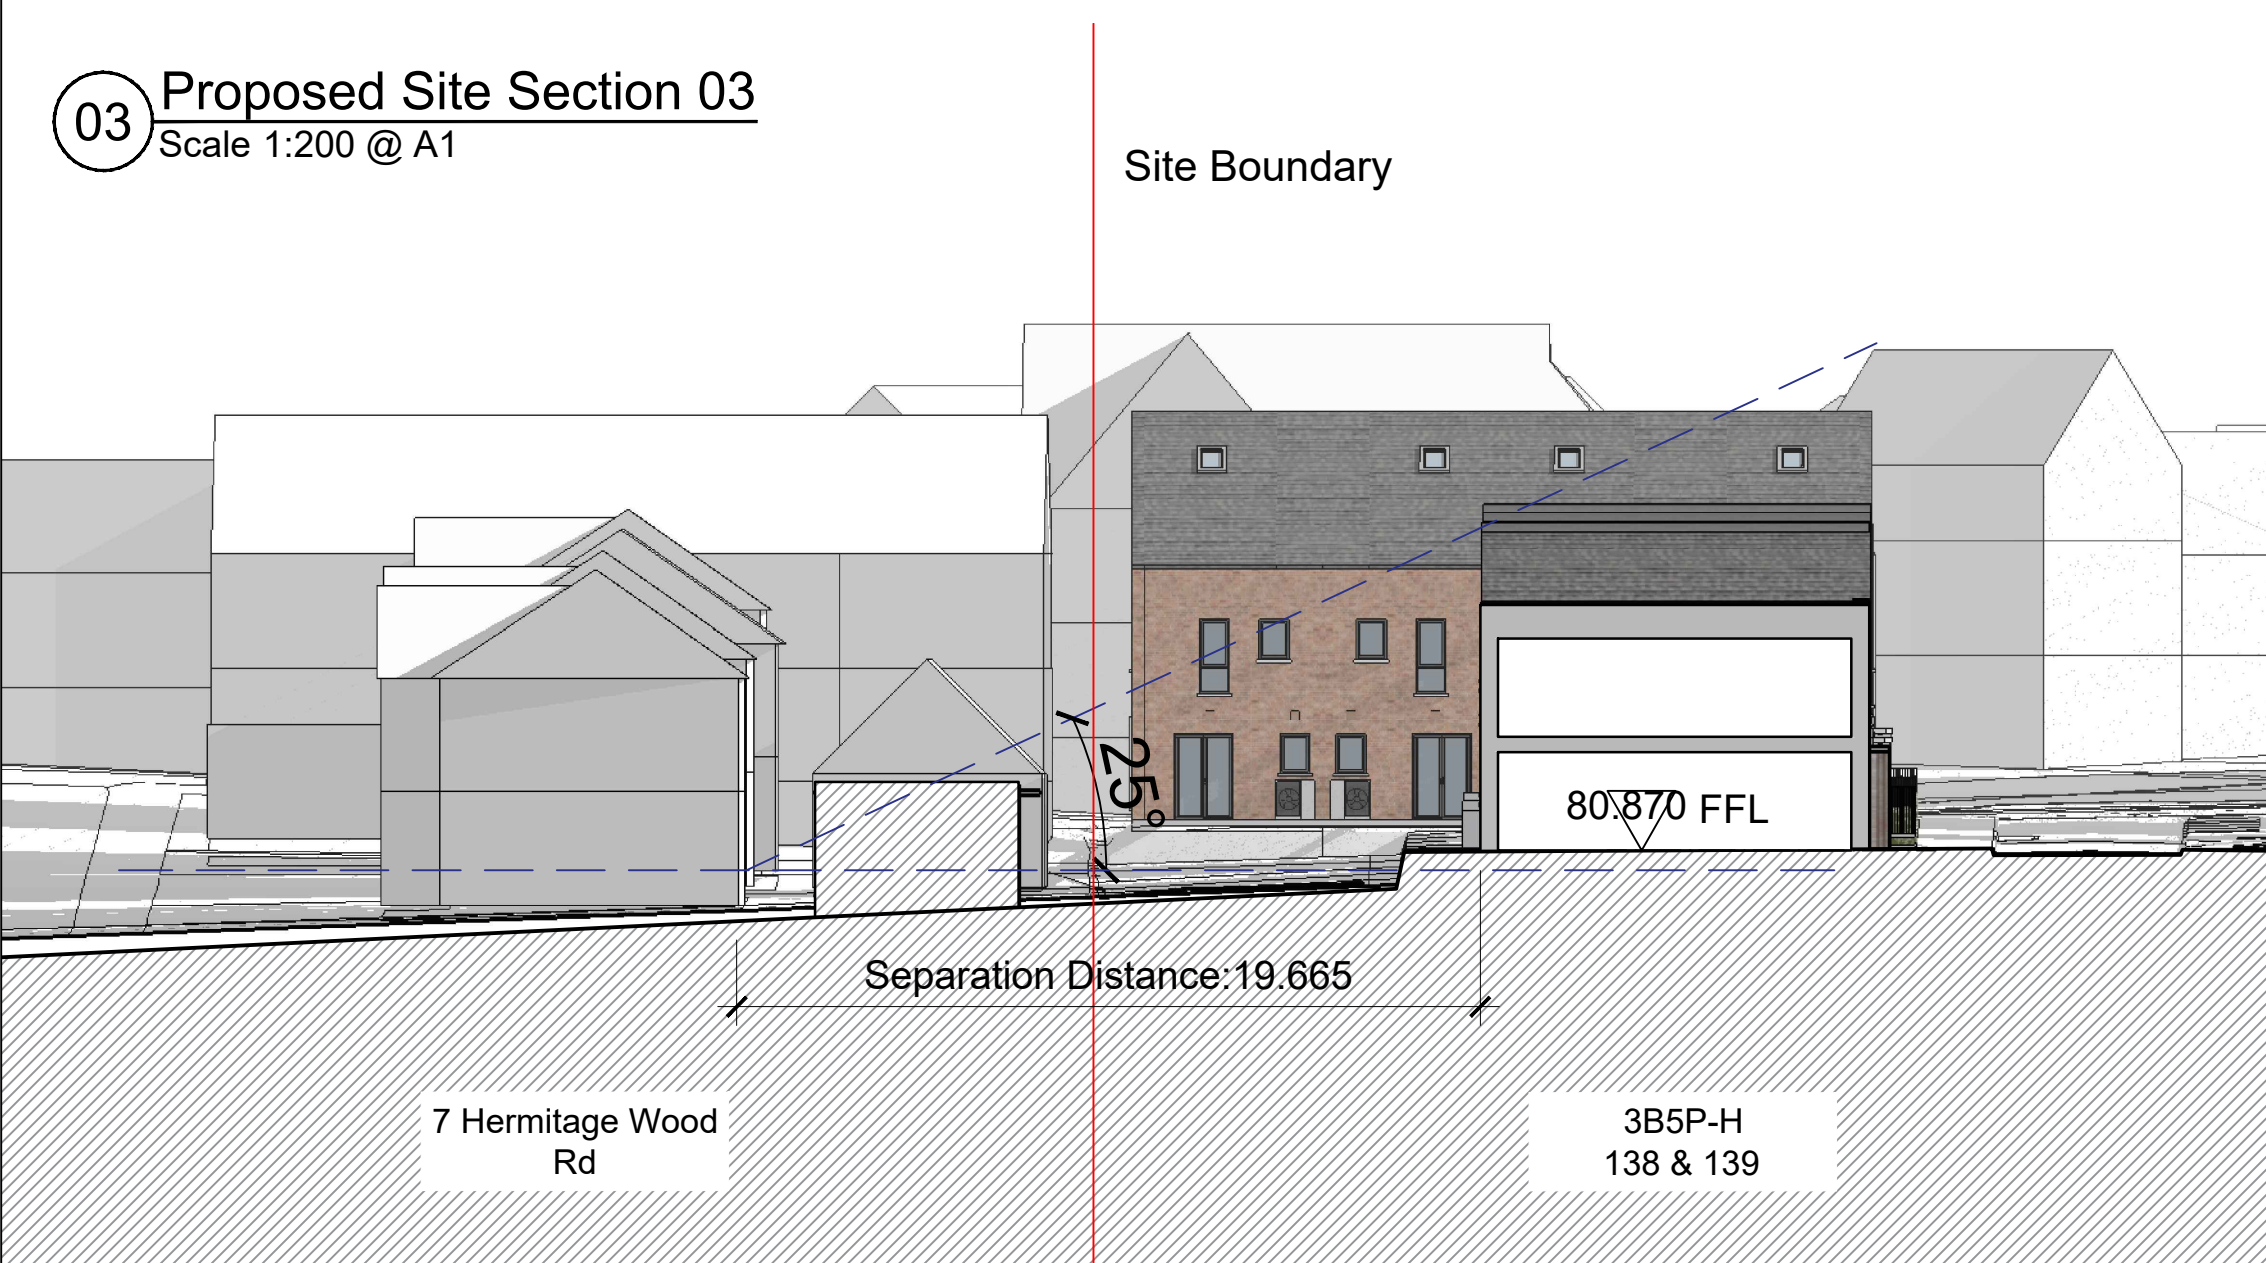 03
Proposed Site Section 03
Scale 1:200 @ A1
Site Boundary
25°
80.870 FFL
Separation Distance:19.665
7 Hermitage Wood
Rd
3B5P-H
138 & 139